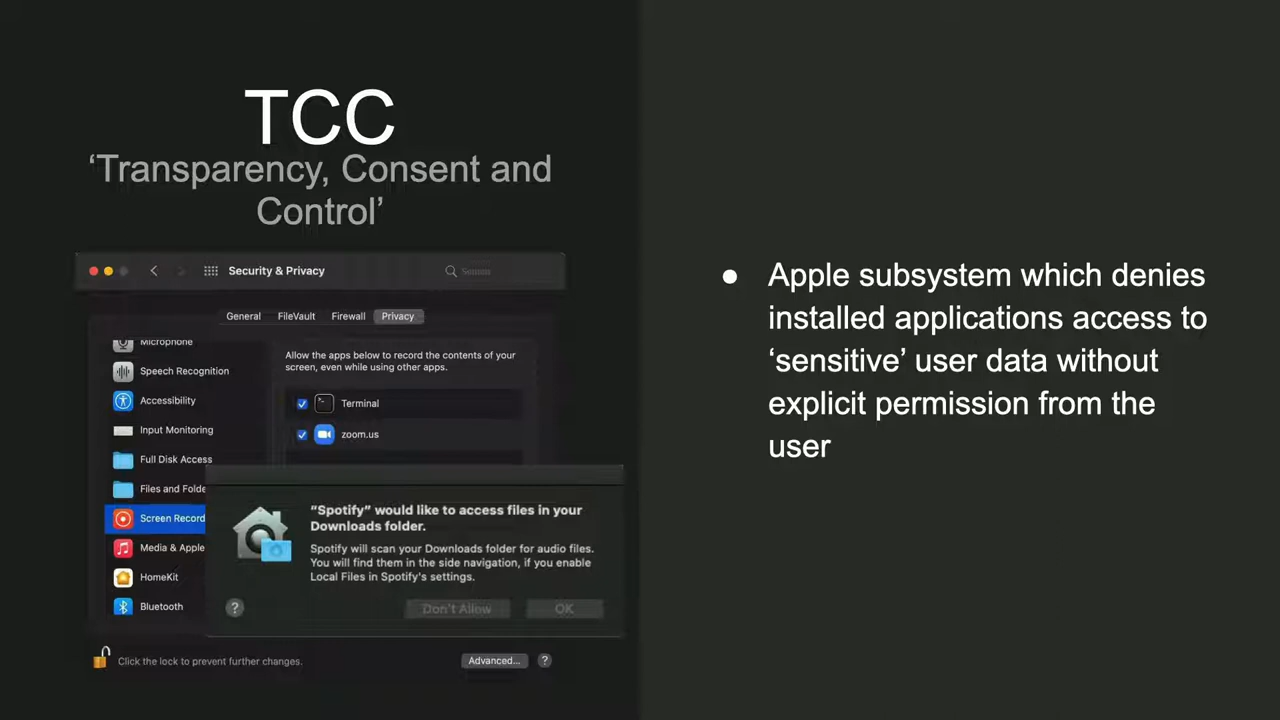 TCC
‘Transparency, Consent and
Control’
Security & Privacy
Search
General
FileVault
Firewall
Privacy
Microphone
Speech Recognition
Accessibility
Input Monitoring
Full Disk Access
Files and Folde
Screen Record
Media & Apple
HomeKit
Bluetooth
Allow the apps below to record the contents of your
screen, even while using other apps.
Terminal
zoom.us
“Spotify” would like to access files in your
Downloads folder.
Spotify will scan your Downloads folder for audio files.
You will find them in the side navigation, if you enable
Local Files in Spotify's settings.
?
Don't Allow
OK
Click the lock to prevent further changes.
Advanced...
?
● Apple subsystem which denies
installed applications access to
‘sensitive’ user data without
explicit permission from the
user